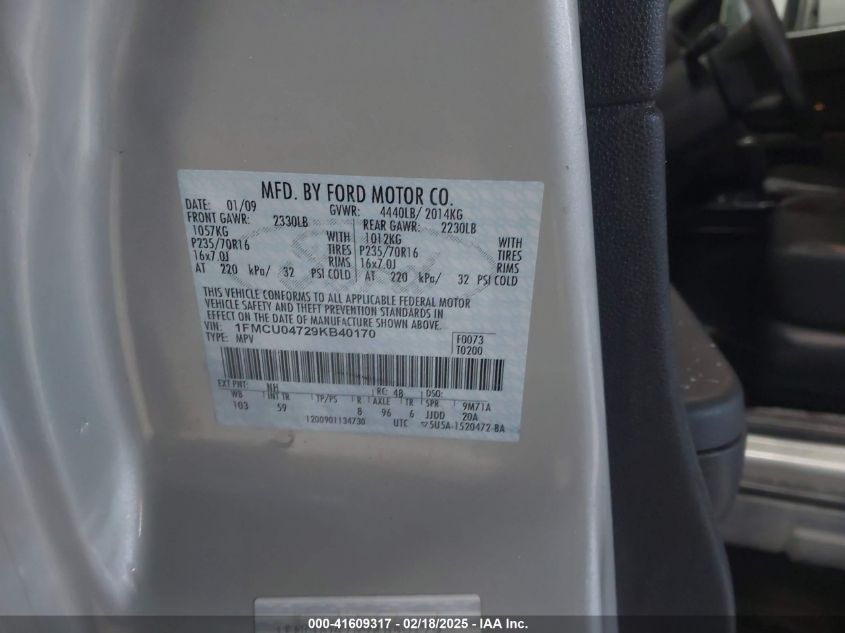 MFD. BY FORD MOTOR CO.
DATE: 01/09 GVWR: 4440LB/ 2014KG
FRONT GAWR: 2330LB REAR GAWR: 2230LB
1057KG WITH 1012KG WITH
P235/70R16 TIRES P235/70R16 TIRES
16x7.0J RIMS 16x7.0J RIMS
AT 220 kPa/ 32 PSI COLD AT 220 kPa/ 32 PSI COLD
THIS VEHICLE CONFORMS TO ALL APPLICABLE FEDERAL MOTOR
VEHICLE SAFETY AND THEFT PREVENTION STANDARDS IN
EFFECT ON THE DATE OF MANUFACTURE SHOWN ABOVE.
VIN: 1FMCU04729KB40170 F0073
TYPE: MPV T0200
EXT PNT: NH RC: 48 DSO:
WB INT TR TP/PS R AXLE TR SPR 9M71A
103 59 B 96 6 JJDD 20A
1200901134730 UTC ▽5U5A-1520472-BA
000-41609317 - 02/18/2025 - IAA Inc.